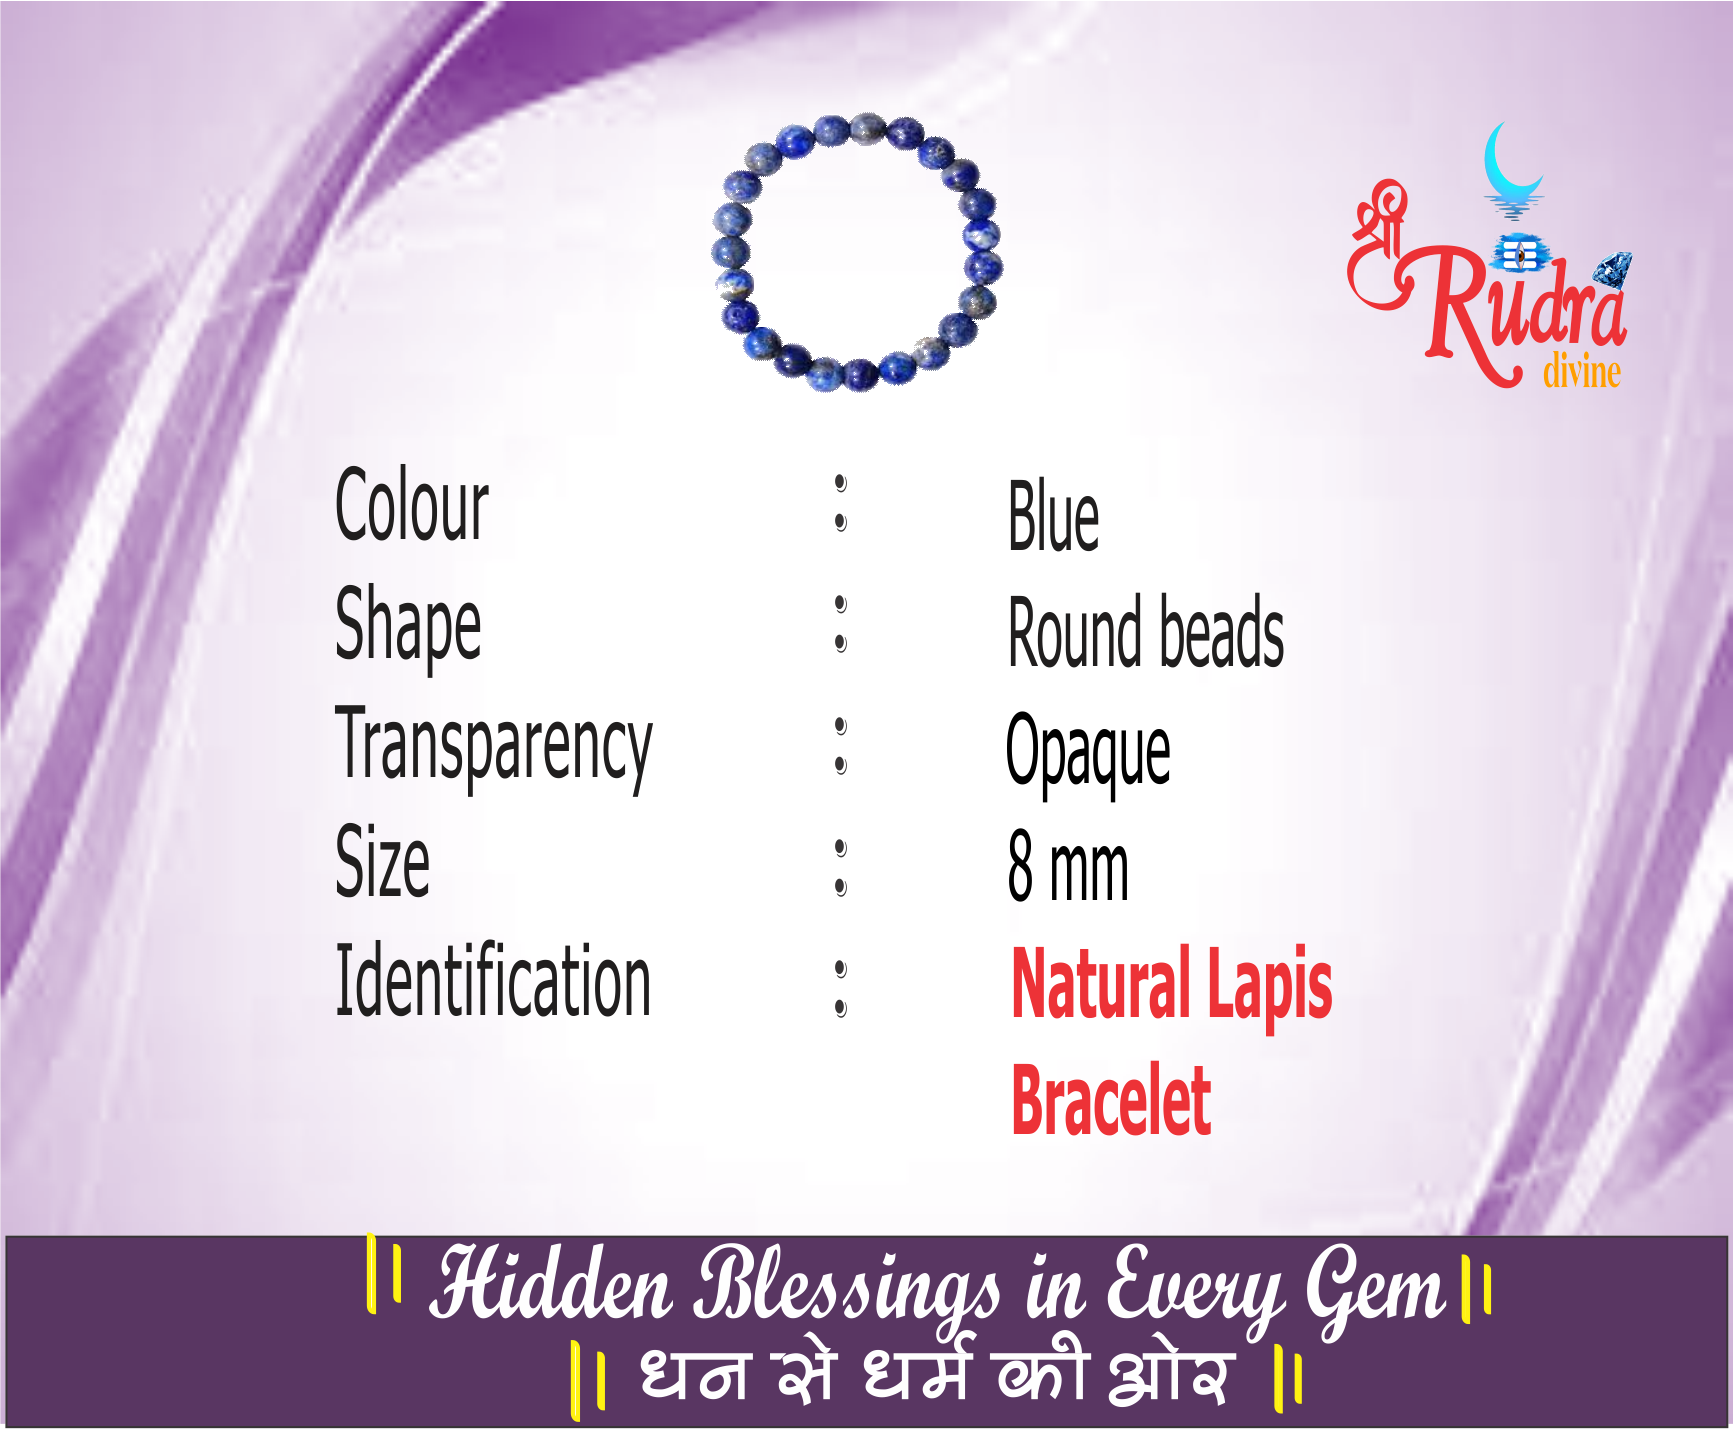 श्री
Rudra
divine
Colour : Blue
Shape : Round beads
Transparency : Opaque
Size : 8 mm
Identification : Natural Lapis
Bracelet
|| Hidden Blessings in Every Gem ||
|| धन से धर्म की ओर ||